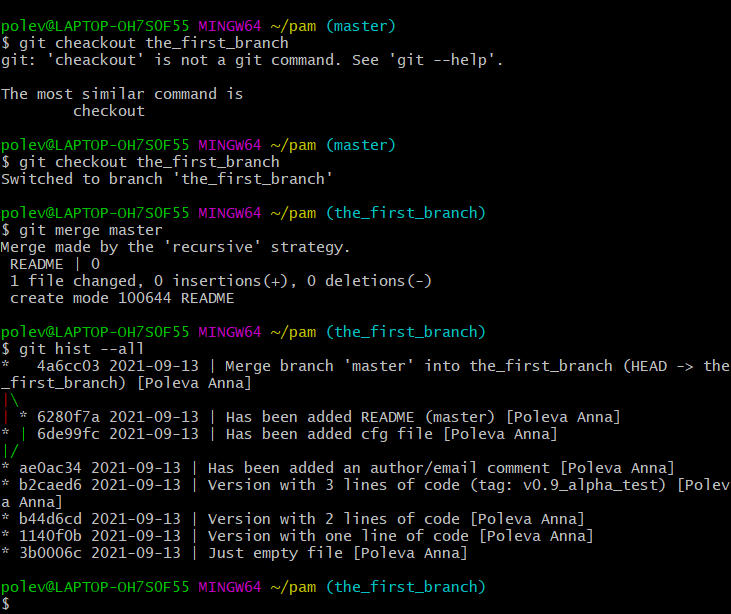 polev@LAPTOP-OH7S0F55 MINGW64 ~/pam (master)
$ git cheackout the_first_branch
git: 'cheackout' is not a git command. See 'git --help'.
The most similar command is
        checkout
polev@LAPTOP-OH7S0F55 MINGW64 ~/pam (master)
$ git checkout the_first_branch
Switched to branch 'the_first_branch'
polev@LAPTOP-OH7S0F55 MINGW64 ~/pam (the_first_branch)
$ git merge master
Merge made by the 'recursive' strategy.
 README | 0
 1 file changed, 0 insertions(+), 0 deletions(-)
 create mode 100644 README
polev@LAPTOP-OH7S0F55 MINGW64 ~/pam (the_first_branch)
$ git hist --all
*   4a6cc03 2021-09-13 | Merge branch 'master' into the_first_branch (HEAD -> the
_first_branch) [Poleva Anna]
|\
| * 6280f7a 2021-09-13 | Has been added README (master) [Poleva Anna]
* | 6de99fc 2021-09-13 | Has been added cfg file [Poleva Anna]
|/
* ae0ac34 2021-09-13 | Has been added an author/email comment [Poleva Anna]
* b2caed6 2021-09-13 | Version with 3 lines of code (tag: v0.9_alpha_test) [Polev
a Anna]
* b44d6cd 2021-09-13 | Version with 2 lines of code [Poleva Anna]
* 1140f0b 2021-09-13 | Version with one line of code [Poleva Anna]
* 3b0006c 2021-09-13 | Just empty file [Poleva Anna]
polev@LAPTOP-OH7S0F55 MINGW64 ~/pam (the_first_branch)
$